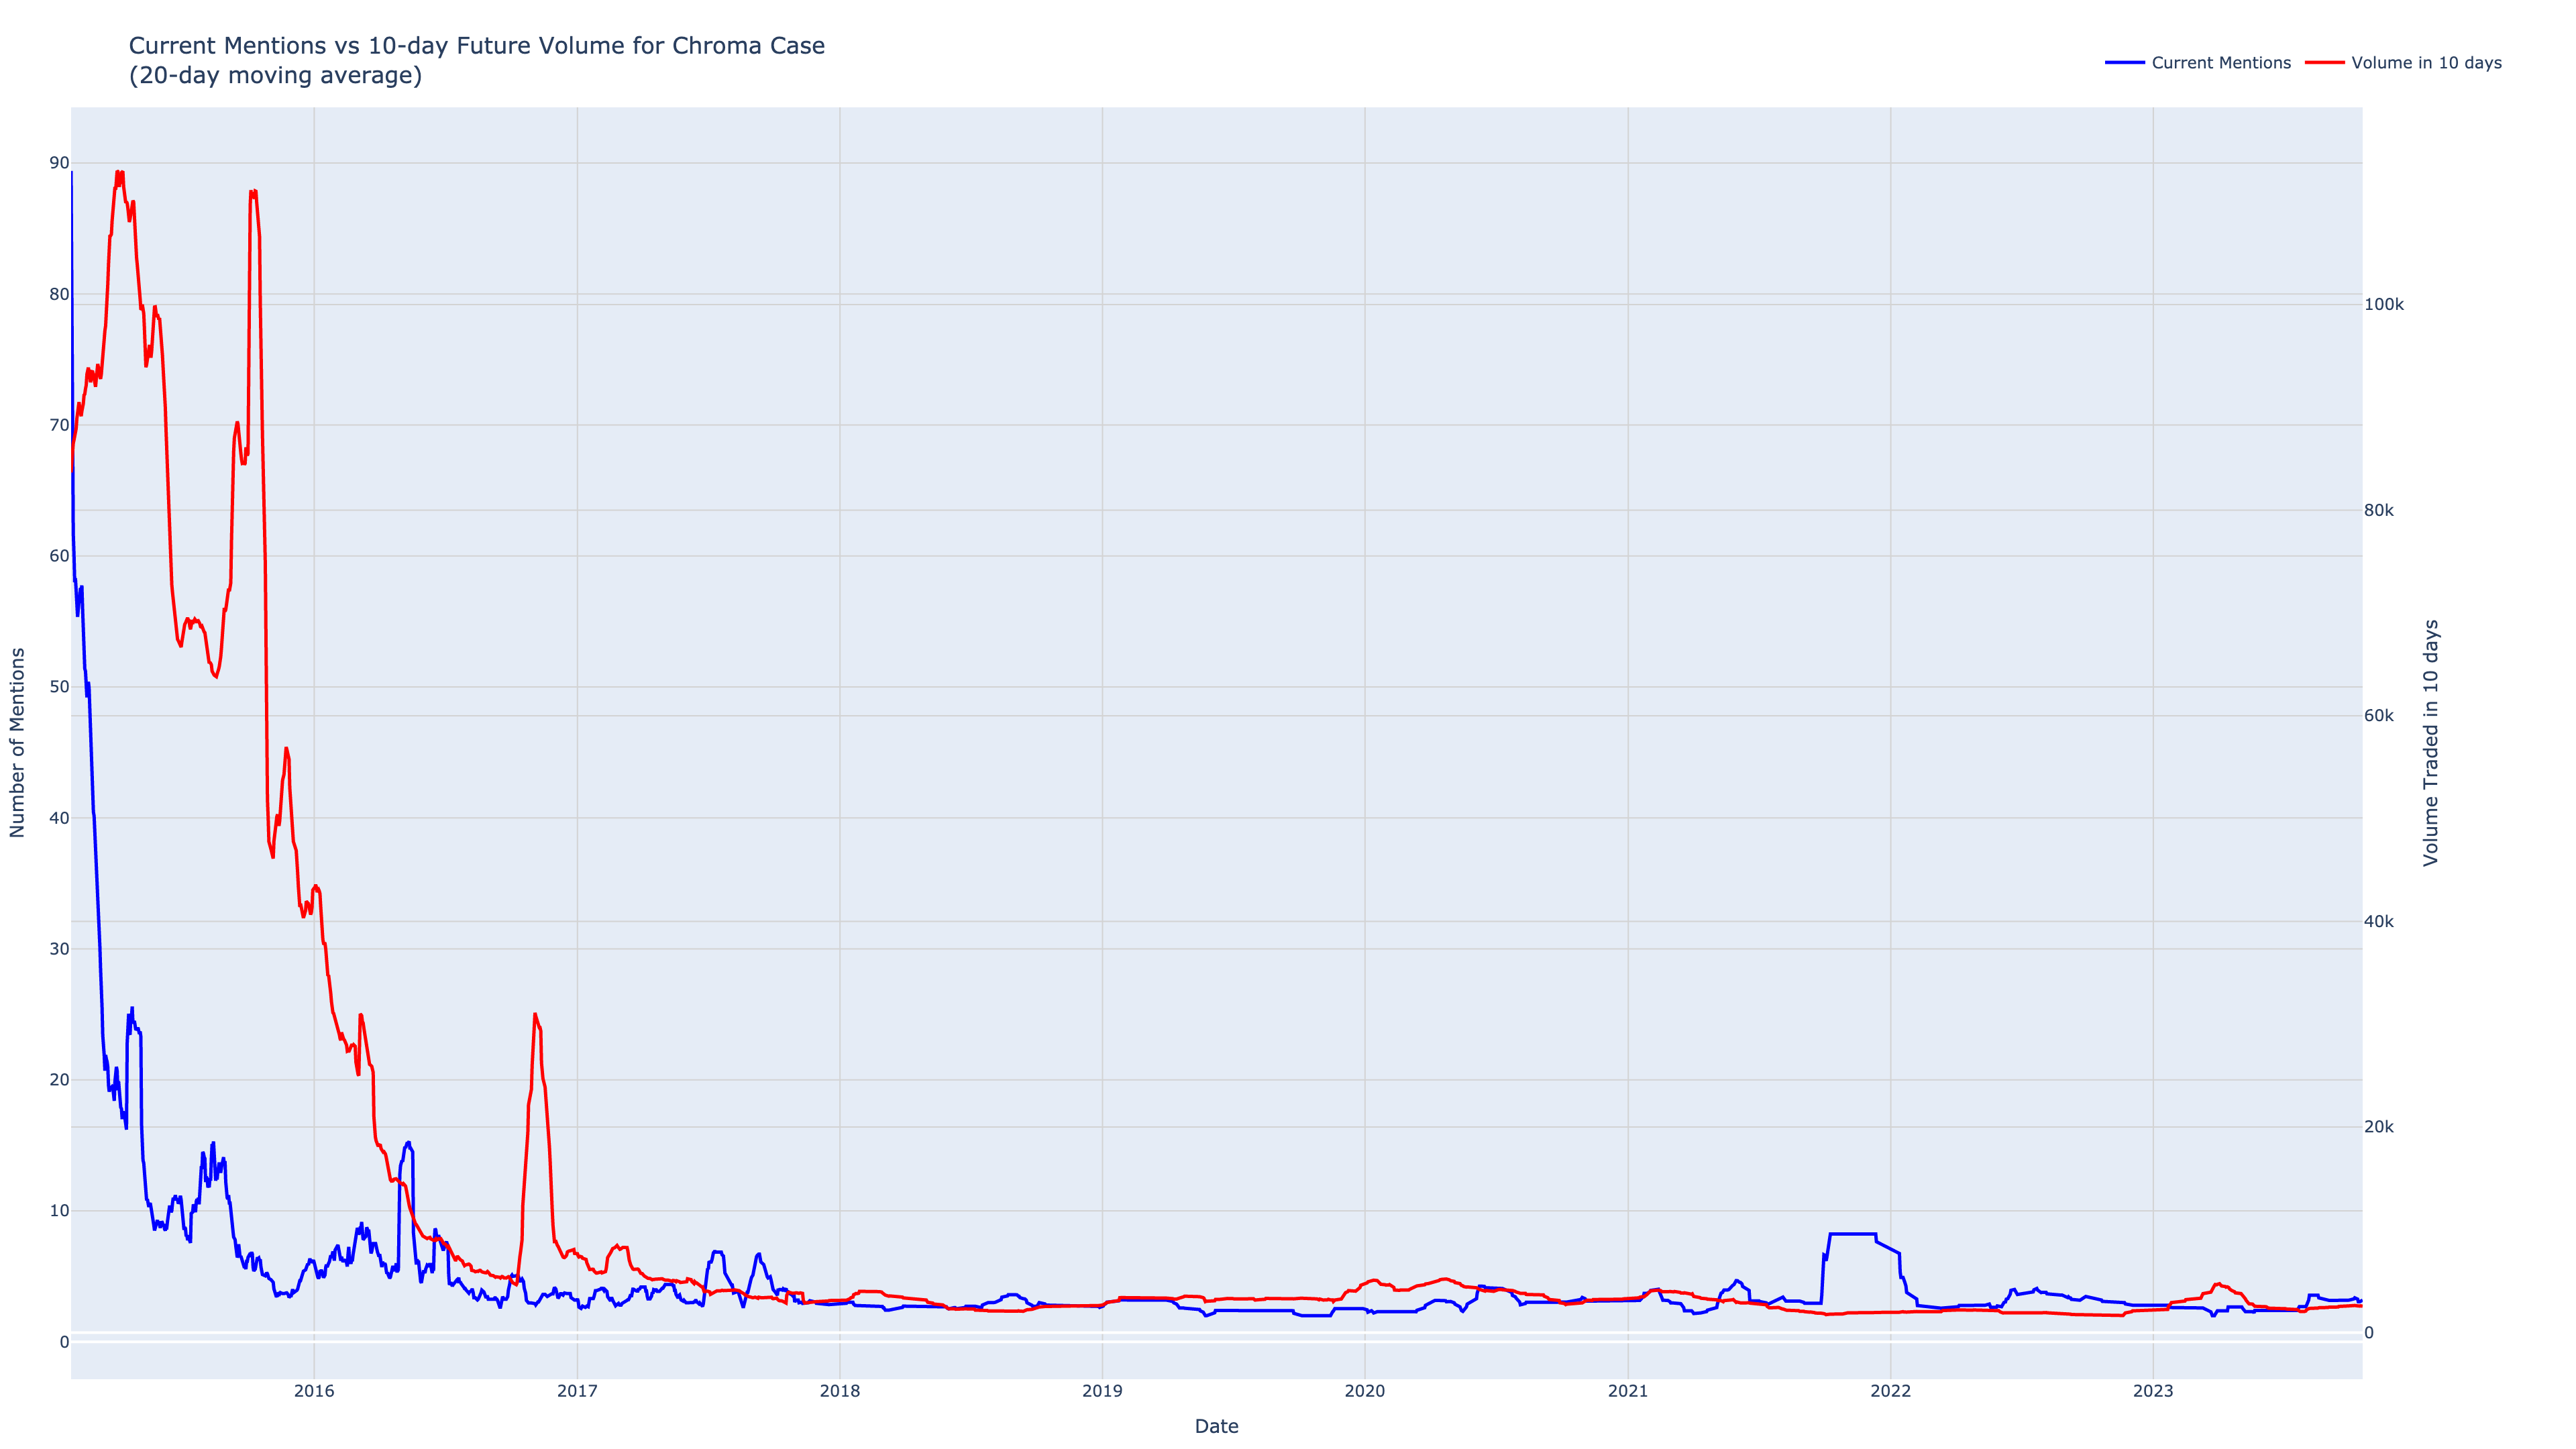 Current Mentions vs 10-day Future Volume for Chroma Case
(20-day moving average)
Current Mentions
Volume in 10 days
Number of Mentions
90
80
70
60
50
40
30
20
10
0
100k
80k
60k
40k
20k
0
Volume Traded in 10 days
2016
2017
2018
2019
2020
2021
2022
2023
Date